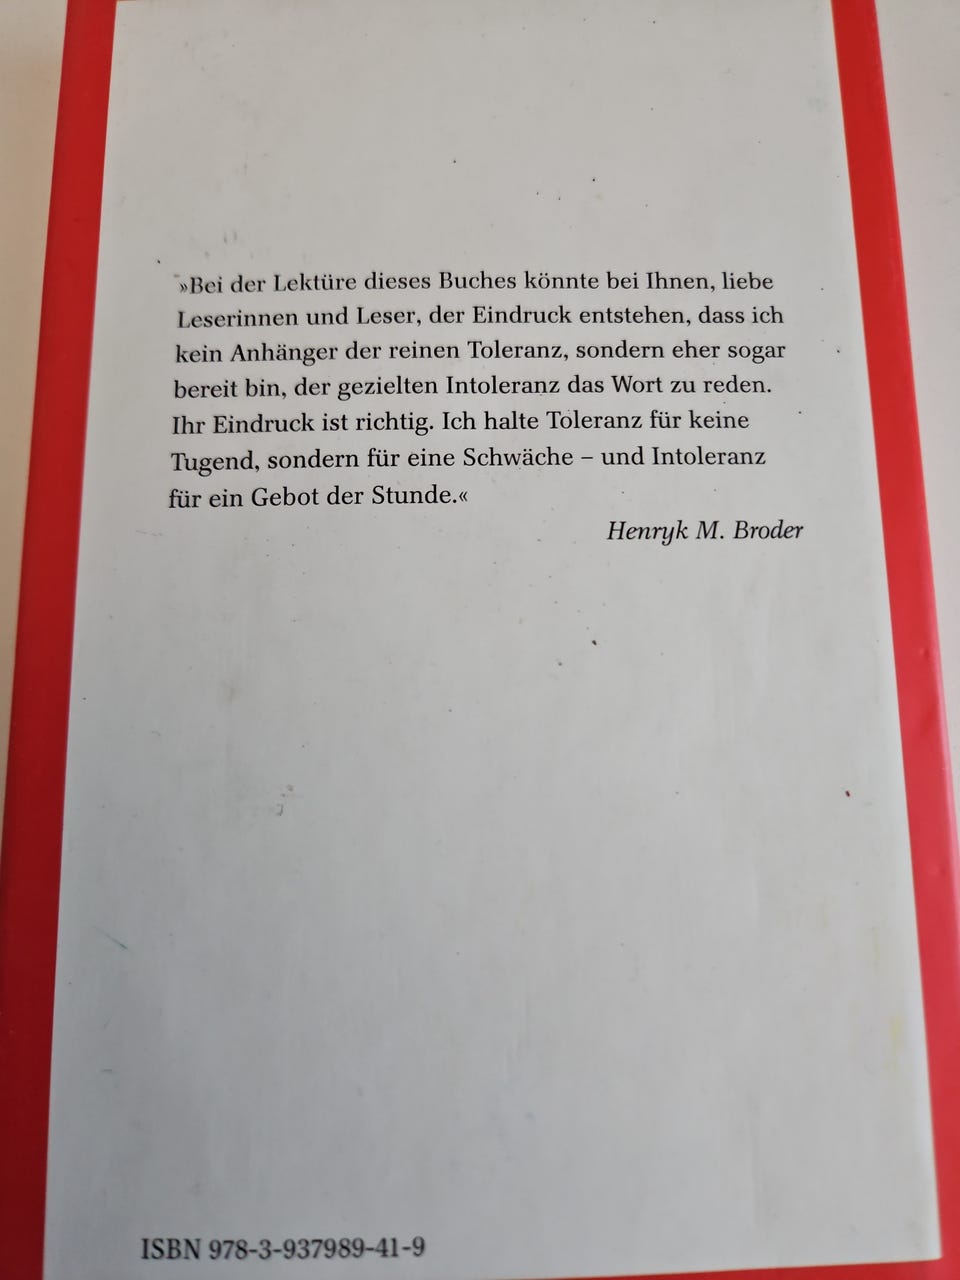 »Bei der Lektüre dieses Buches könnte bei Ihnen, liebe
Leserinnen und Leser, der Eindruck entstehen, dass ich
kein Anhänger der reinen Toleranz, sondern eher sogar
bereit bin, der gezielten Intoleranz das Wort zu reden.
Ihr Eindruck ist richtig. Ich halte Toleranz für keine
Tugend, sondern für eine Schwäche – und Intoleranz
für ein Gebot der Stunde.«
Henryk M. Broder
ISBN 978-3-937989-41-9